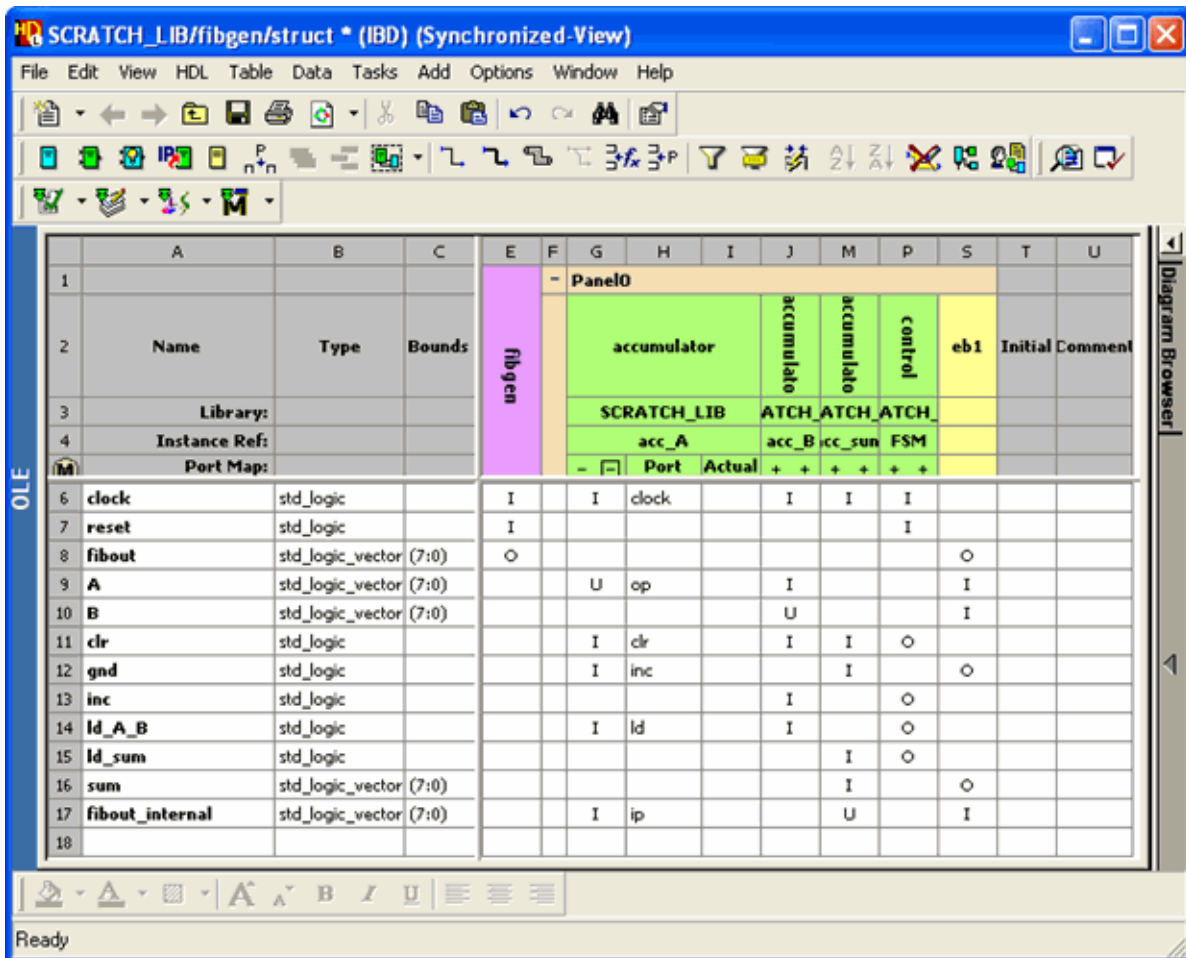 SCRATCH_LIB/fibgen/struct * (IBD) (Synchronized-View)
File Edit View HDL Table Data Tasks Add Options Window Help
A B C E F G H I J M P S T U
1 - Panel0
2 Name Type Bounds fibgen accumulator accumulato accumulato control eb1 Initial Comment
3 Library: SCRATCH_LIB ATCH_ ATCH_ ATCH_
4 Instance Ref: acc_A acc_B acc_sum FSM
M Port Map: - - Port Actual + + + + + +
6 clock std_logic I I clock I I I
7 reset std_logic I I
8 fibout std_logic_vector (7:0) O O
9 A std_logic_vector (7:0) U op I I
10 B std_logic_vector (7:0) U I
11 clr std_logic I clr I I O
12 gnd std_logic I inc I O
13 inc std_logic I O
14 ld_A_B std_logic I ld I O
15 ld_sum std_logic I O
16 sum std_logic_vector (7:0) I O
17 fibout_internal std_logic_vector (7:0) I ip U I
18
OLE
Diagram Browser
A A A B I U
Ready